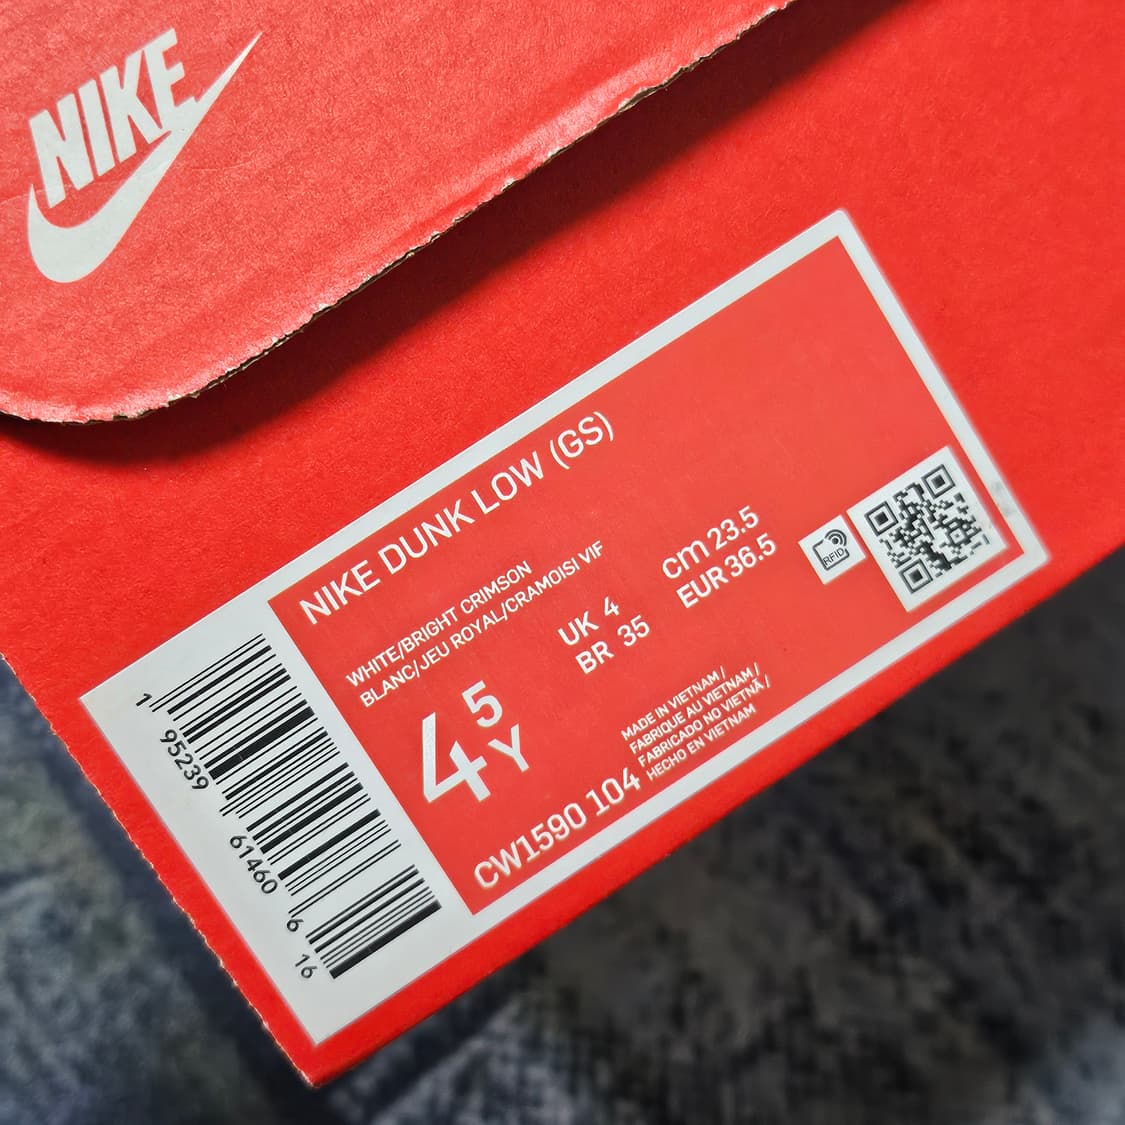 NIKE
NIKE DUNK LOW (GS)
WHITE/BRIGHT CRIMSON
BLANC/JEU ROYAL/CRAMOISI VIF
4 5 Y
UK 4
BR 35
cm 23.5
EUR 36.5
RFID
CW1590 104
MADE IN VIETNAM /
FABRIQUE AU VIETNAM /
FABRICADO NO VIETNÃ /
HECHO EN VIETNAM
1 95239 61460 6 16